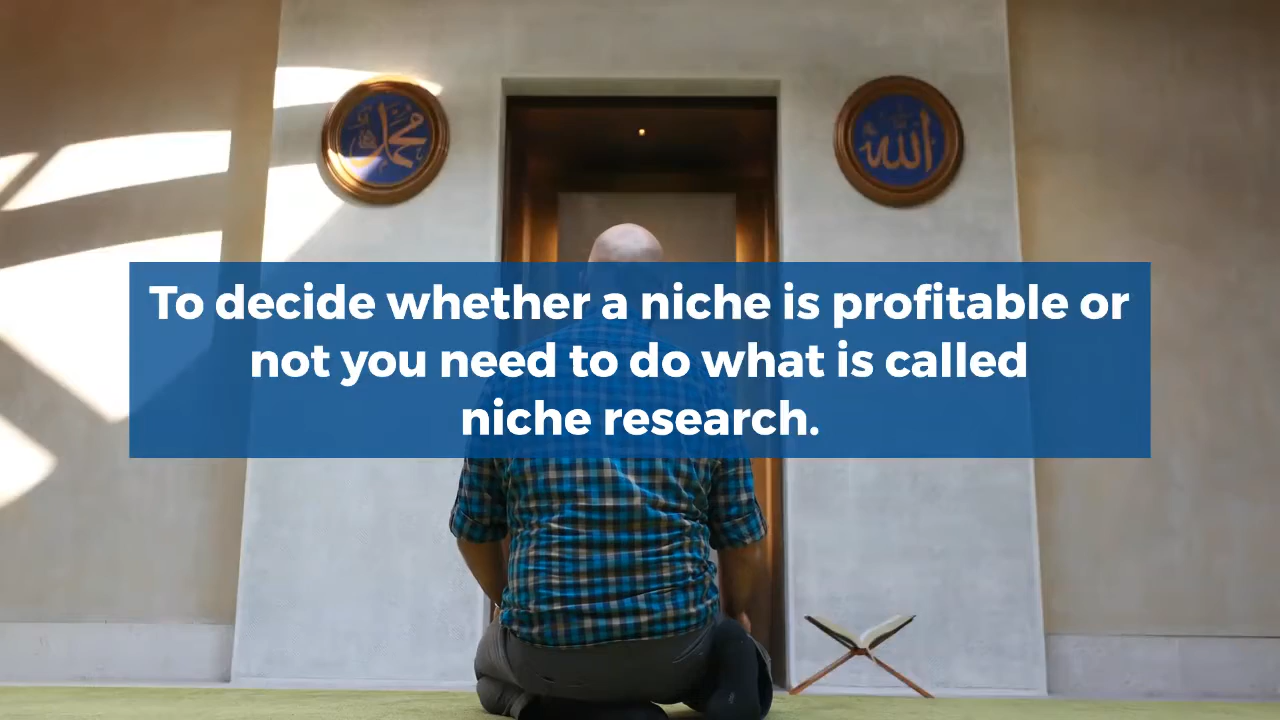 محمد
الله
To decide whether a niche is profitable or
not you need to do what is called
niche research.